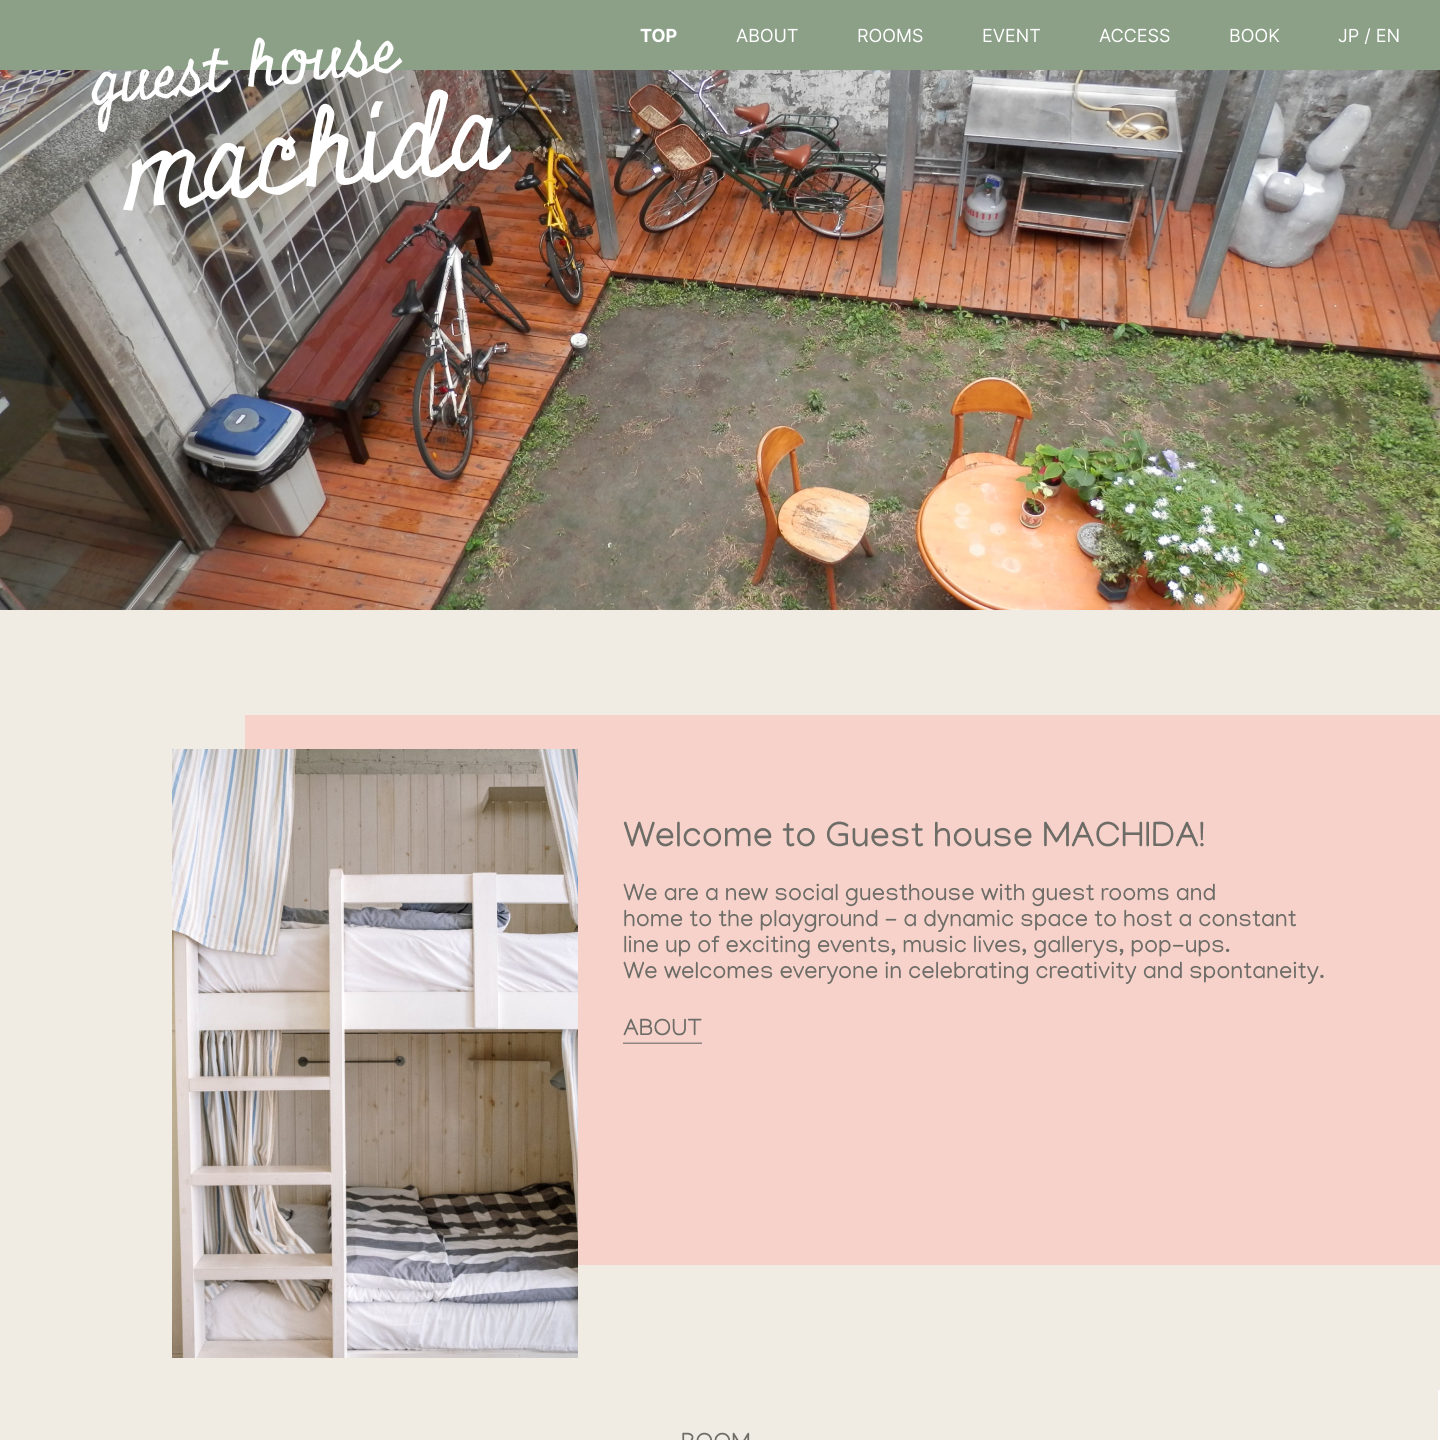 guest house
machida
TOP ABOUT ROOMS EVENT ACCESS BOOK JP / EN
Welcome to Guest house MACHIDA!
We are a new social guesthouse with guest rooms and
home to the playground - a dynamic space to host a constant
line up of exciting events, music lives, gallerys, pop-ups.
We welcomes everyone in celebrating creativity and spontaneity.
ABOUT
ROOM